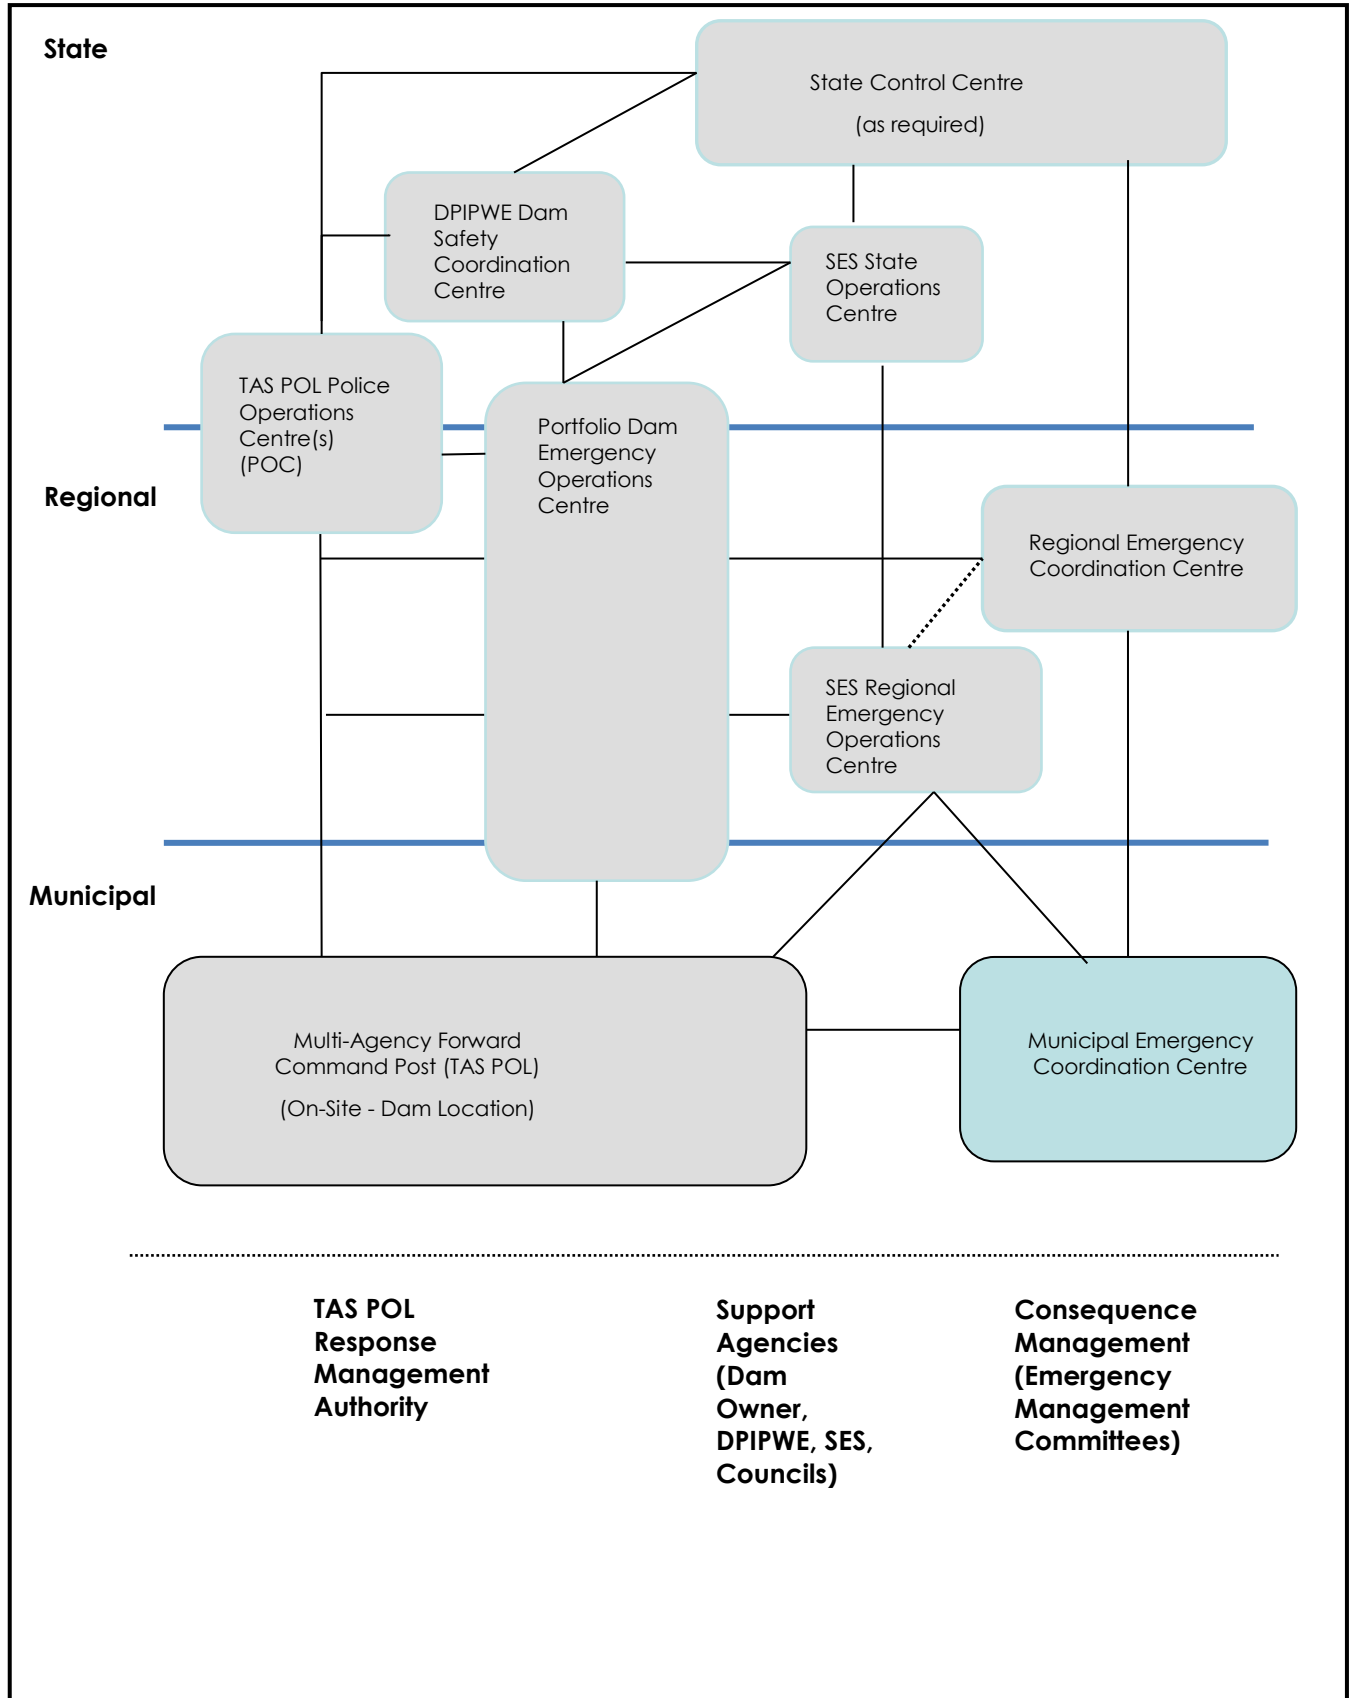 State
State Control Centre
(as required)
DPIPWE Dam
Safety
Coordination
Centre
SES State
Operations
Centre
TAS POL Police
Operations
Centre(s)
(POC)
Portfolio Dam
Emergency
Operations
Centre
Regional
Regional Emergency
Coordination Centre
SES Regional
Emergency
Operations
Centre
Municipal
Multi-Agency Forward
Command Post (TAS POL)
(On-Site - Dam Location)
Municipal Emergency
Coordination Centre
TAS POL
Response
Management
Authority
Support
Agencies
(Dam
Owner,
DPIPWE, SES,
Councils)
Consequence
Management
(Emergency
Management
Committees)